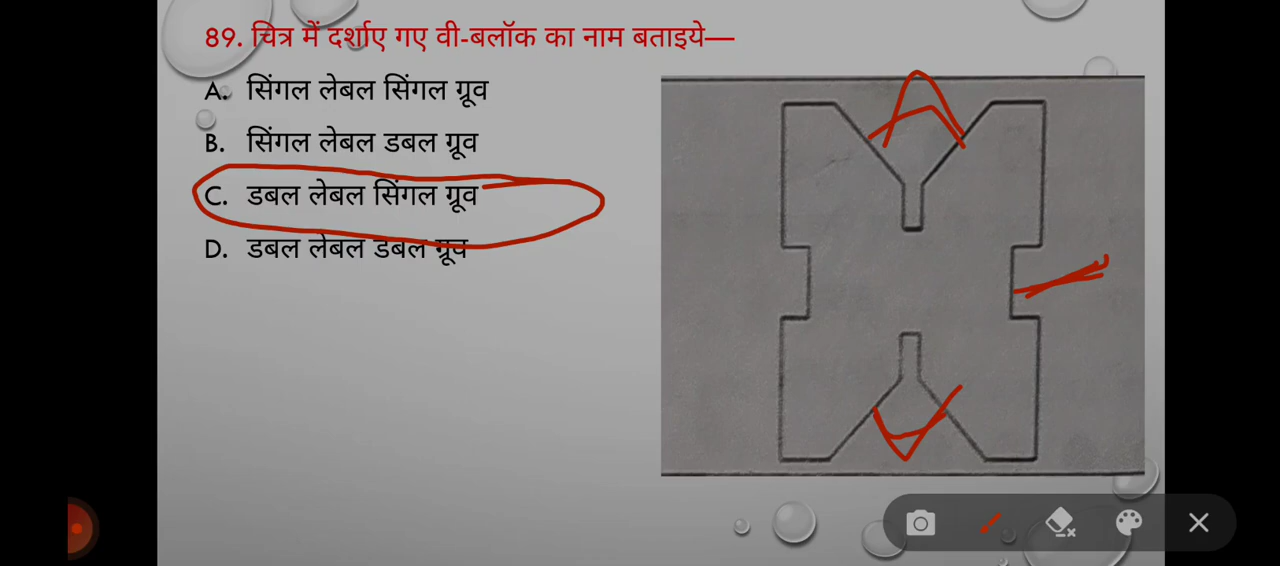 89. चित्र में दर्शाए गए वी-बलॉक का नाम बताइये—
A. सिंगल लेबल सिंगल ग्रूव
B. सिंगल लेबल डबल ग्रूव
C. डबल लेबल सिंगल ग्रूव
D. डबल लेबल डबल ग्रूव